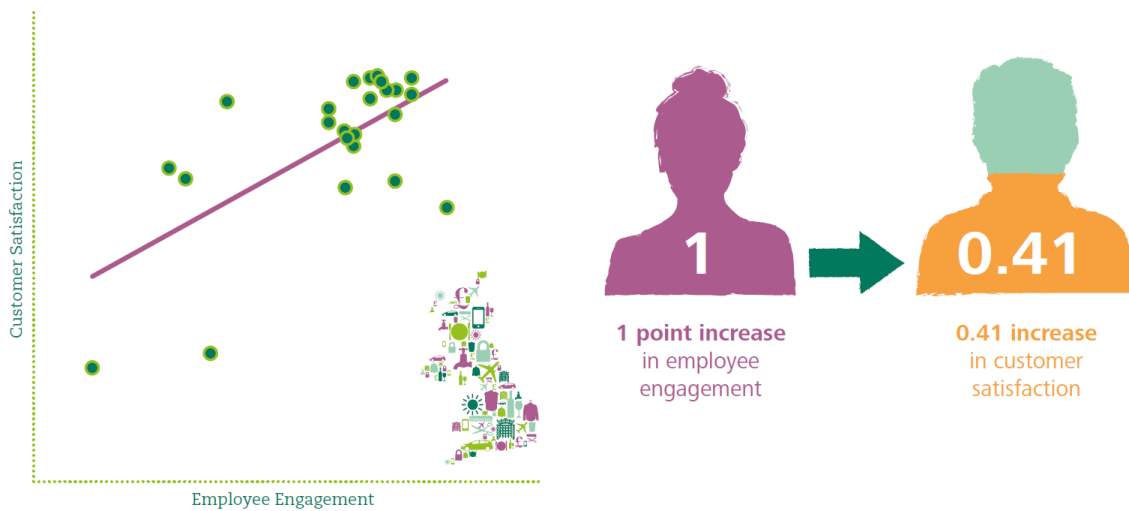 Customer Satisfaction
Employee Engagement
1
0.41
1 point increase
in employee
engagement
0.41 increase
in customer
satisfaction
£
£
£
£